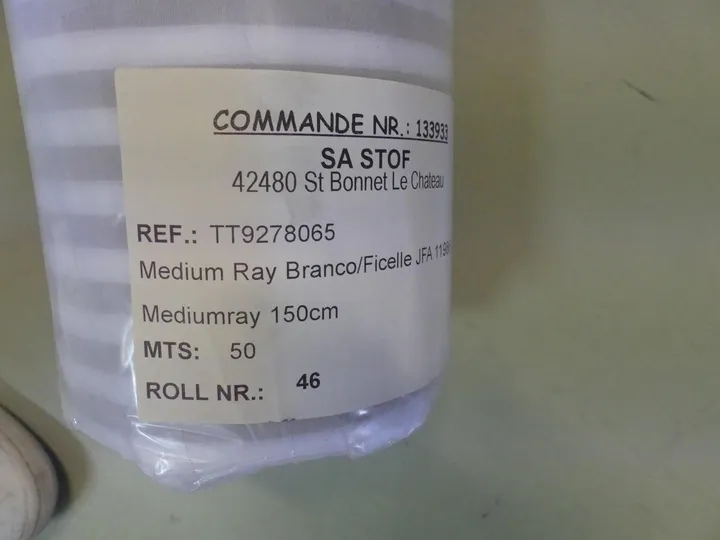 COMMANDE NR.: 133933
SA STOF
42480 St Bonnet Le Chateau
REF.: TT9278065
Medium Ray Branco/Ficelle JFA
Mediumray 150cm
MTS: 50
ROLL NR.: 46